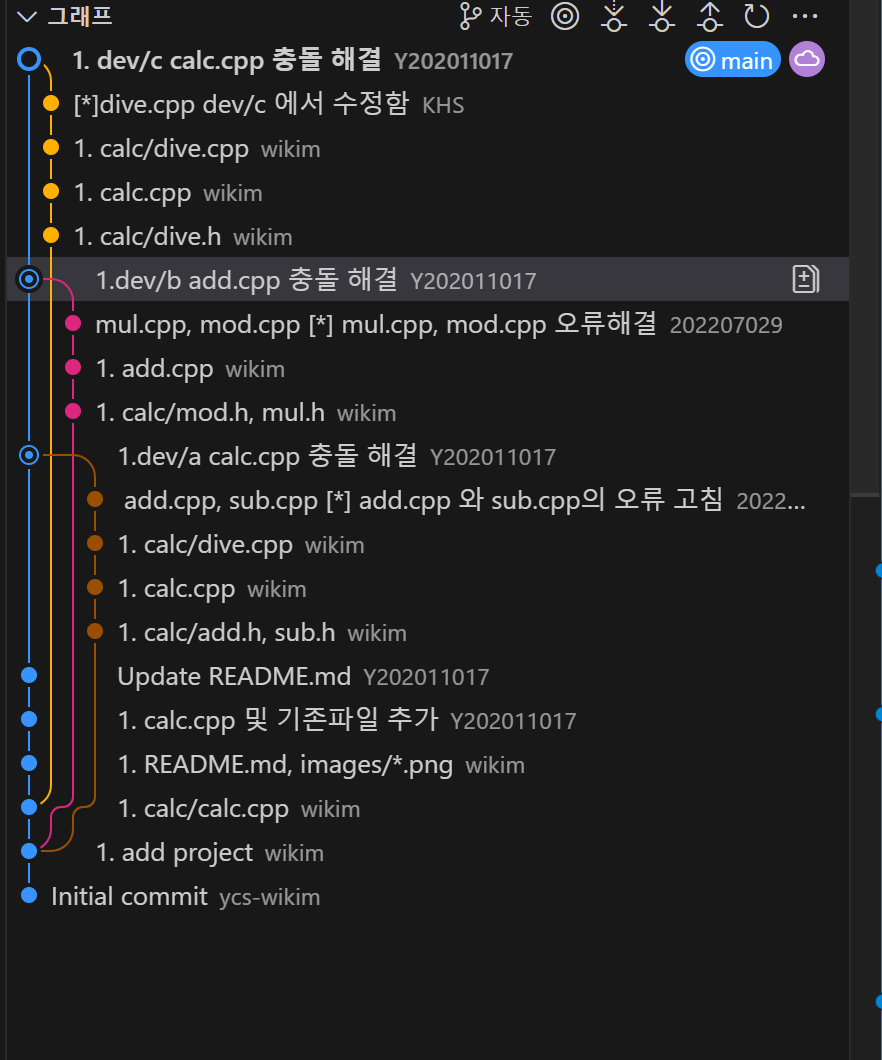 그래프 자동
1. dev/c calc.cpp 충돌 해결 Y202011017 main
[*]dive.cpp dev/c 에서 수정함 KHS
1. calc/dive.cpp wikim
1. calc.cpp wikim
1. calc/dive.h wikim
1.dev/b add.cpp 충돌 해결 Y202011017
mul.cpp, mod.cpp [*] mul.cpp, mod.cpp 오류해결 202207029
1. add.cpp wikim
1. calc/mod.h, mul.h wikim
1.dev/a calc.cpp 충돌 해결 Y202011017
add.cpp, sub.cpp [*] add.cpp 와 sub.cpp의 오류 고침 2022...
1. calc/dive.cpp wikim
1. calc.cpp wikim
1. calc/add.h, sub.h wikim
Update README.md Y202011017
1. calc.cpp 및 기존파일 추가 Y202011017
1. README.md, images/*.png wikim
1. calc/calc.cpp wikim
1. add project wikim
Initial commit ycs-wikim